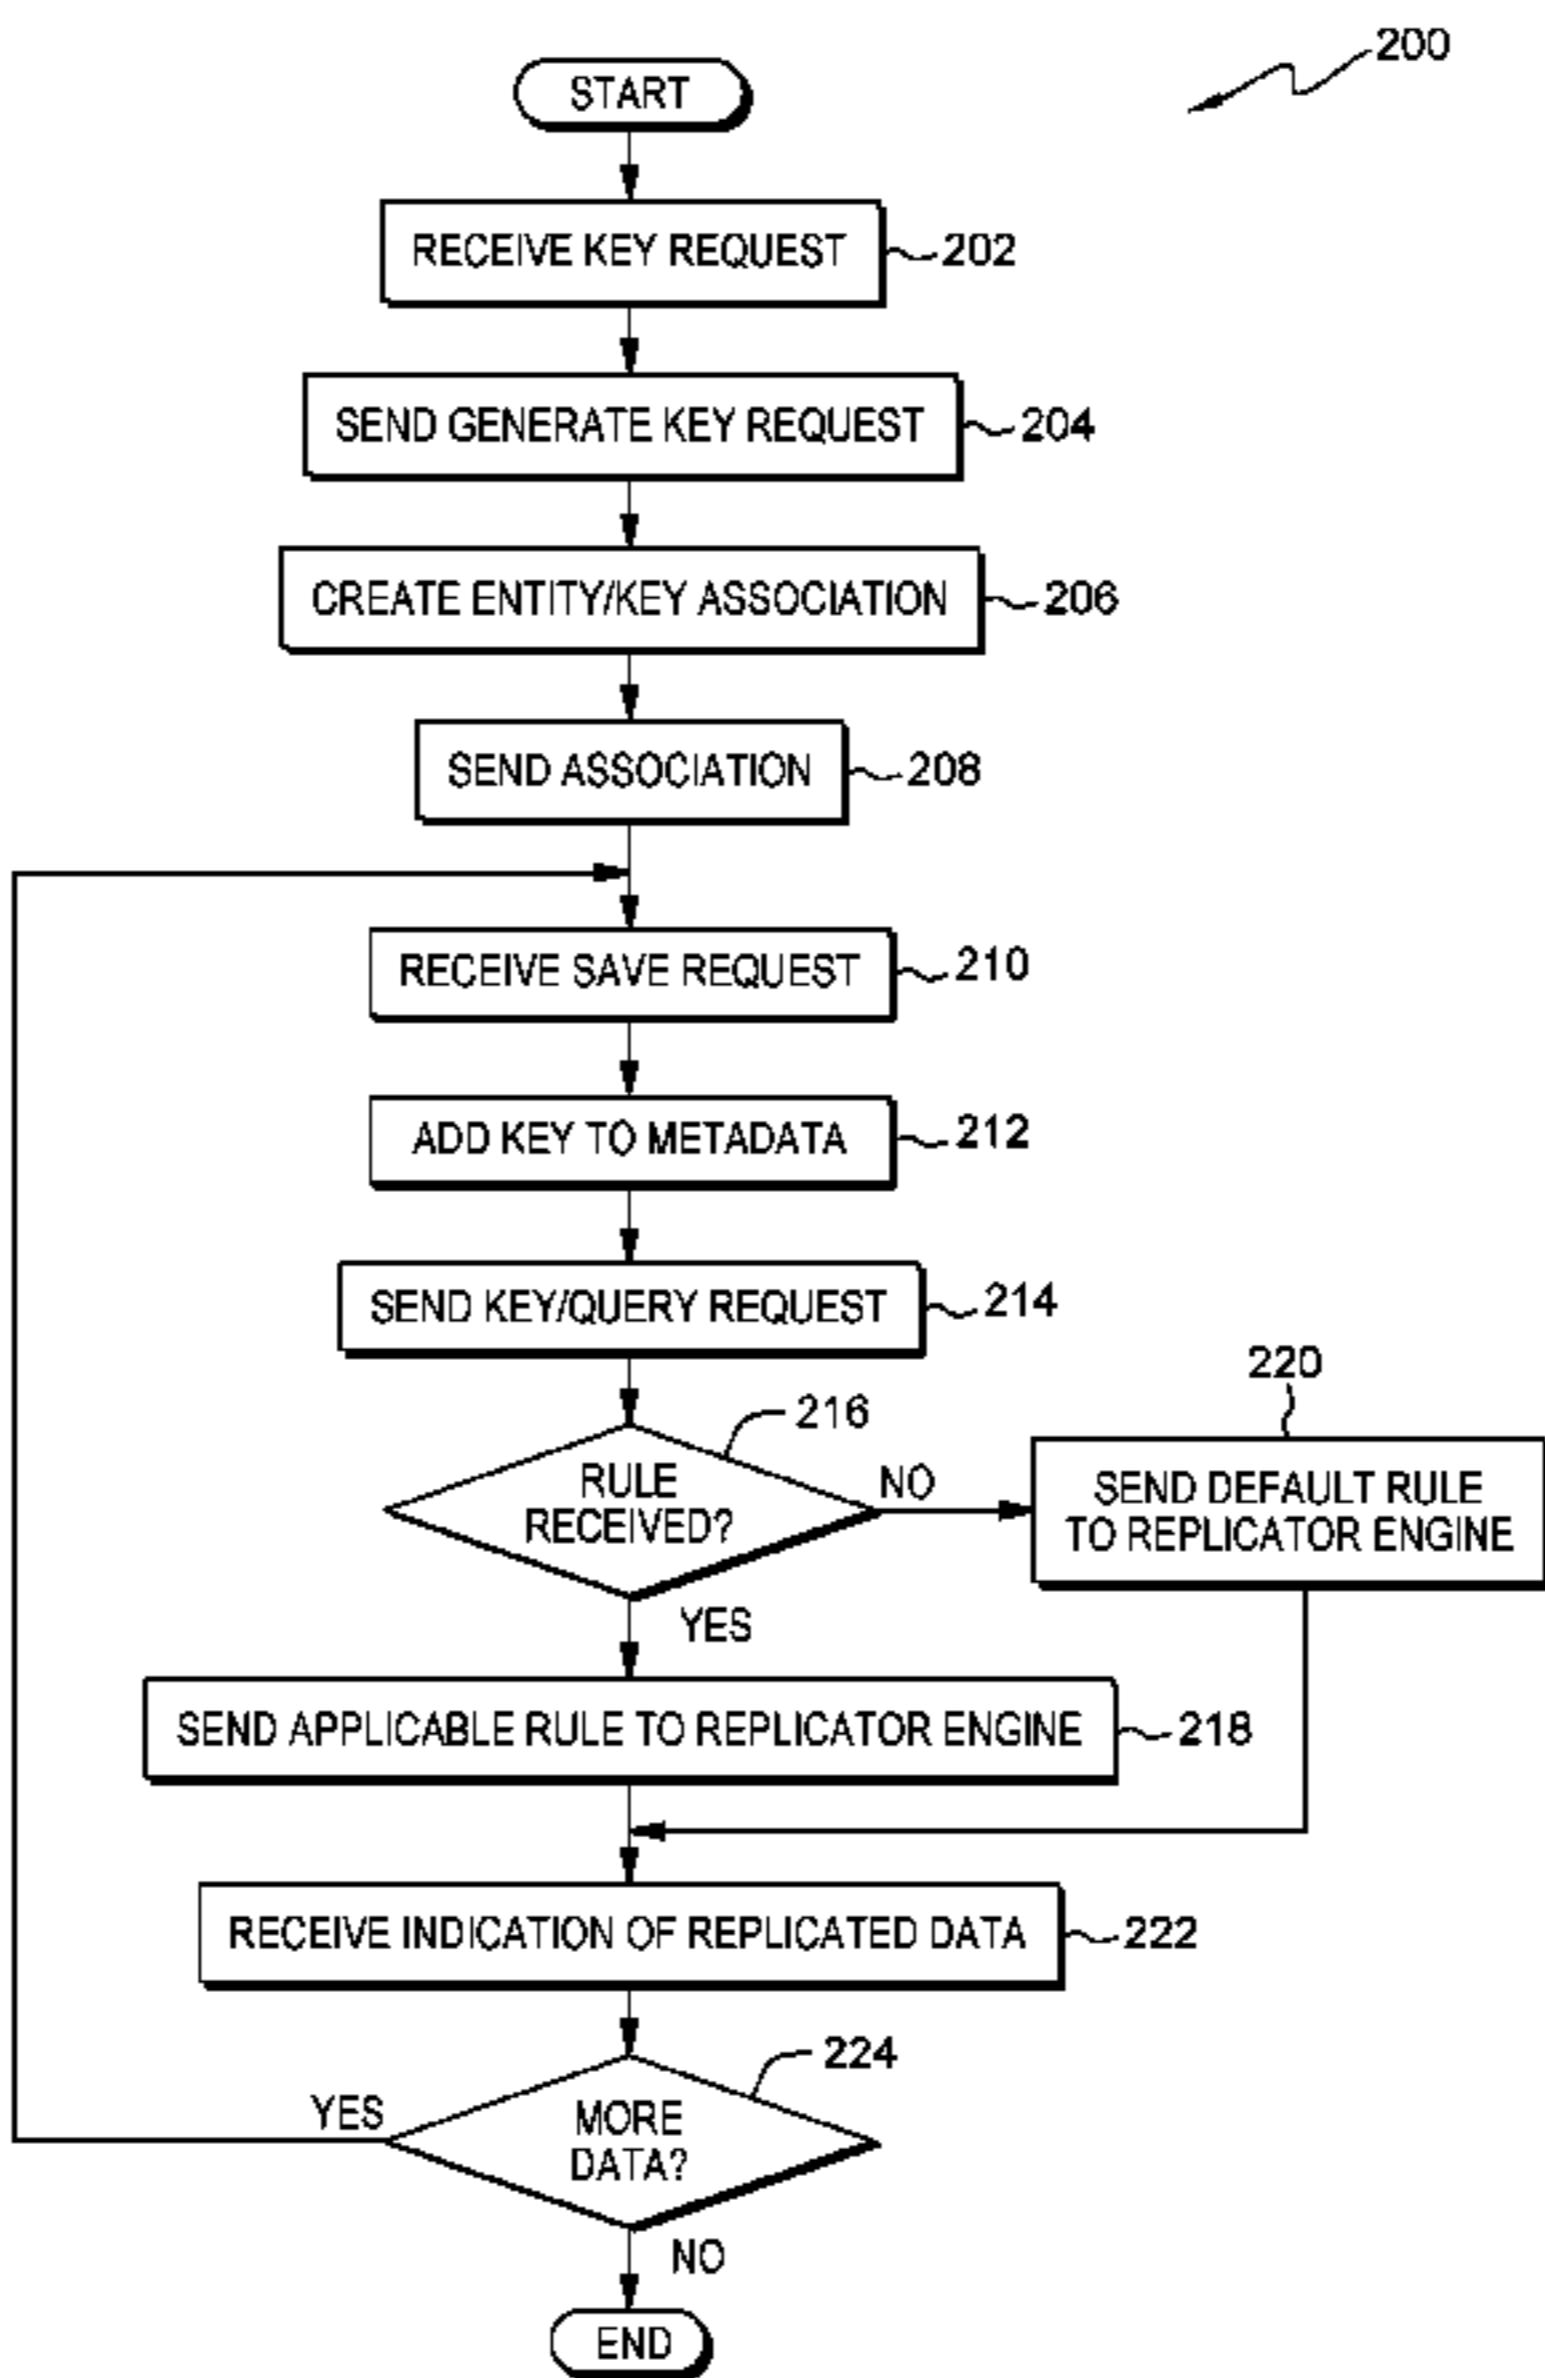 200
START
RECEIVE KEY REQUEST
202
SEND GENERATE KEY REQUEST
204
CREATE ENTITY/KEY ASSOCIATION
206
SEND ASSOCIATION
208
RECEIVE SAVE REQUEST
210
ADD KEY TO METADATA
212
SEND KEY/QUERY REQUEST
214
216
RULE
RECEIVED?
NO
220
SEND DEFAULT RULE
TO REPLICATOR ENGINE
YES
SEND APPLICABLE RULE TO REPLICATOR ENGINE
218
RECEIVE INDICATION OF REPLICATED DATA
222
224
MORE
DATA?
YES
NO
END